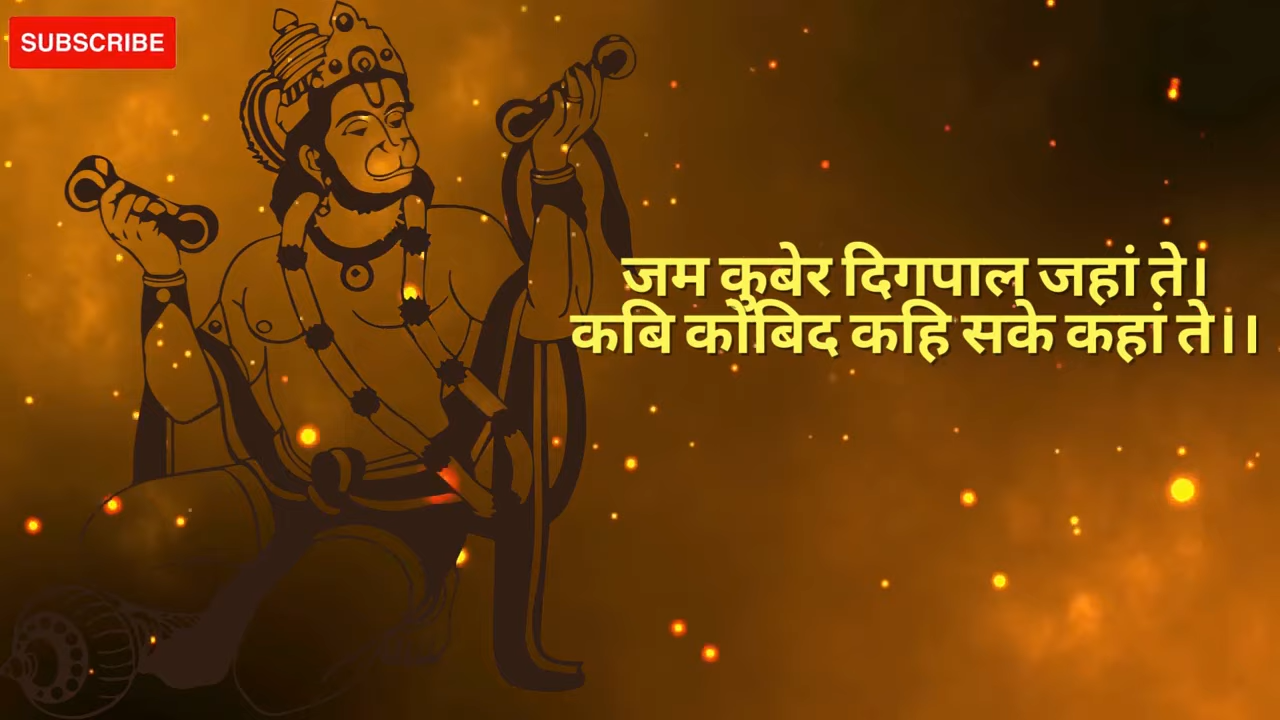 SUBSCRIBE
जम कुबेर दिगपाल जहां ते।
कबि कोबिद कहि सके कहां ते।।